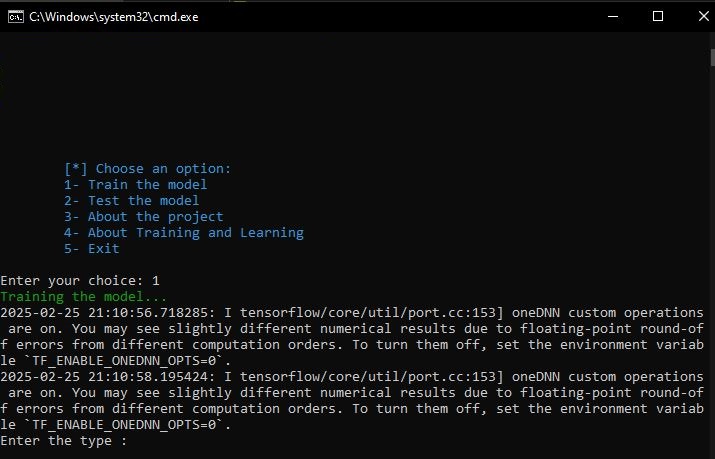 C:\Windows\system32\cmd.exe
[*] Choose an option:
1- Train the model
2- Test the model
3- About the project
4- About Training and Learning
5- Exit
Enter your choice: 1
Training the model...
2025-02-25 21:10:56.718285: I tensorflow/core/util/port.cc:153] oneDNN custom operations
 are on. You may see slightly different numerical results due to floating-point round-of
f errors from different computation orders. To turn them off, set the environment variab
le `TF_ENABLE_ONEDNN_OPTS=0`.
2025-02-25 21:10:58.195424: I tensorflow/core/util/port.cc:153] oneDNN custom operations
 are on. You may see slightly different numerical results due to floating-point round-of
f errors from different computation orders. To turn them off, set the environment variab
le `TF_ENABLE_ONEDNN_OPTS=0`.
Enter the type :